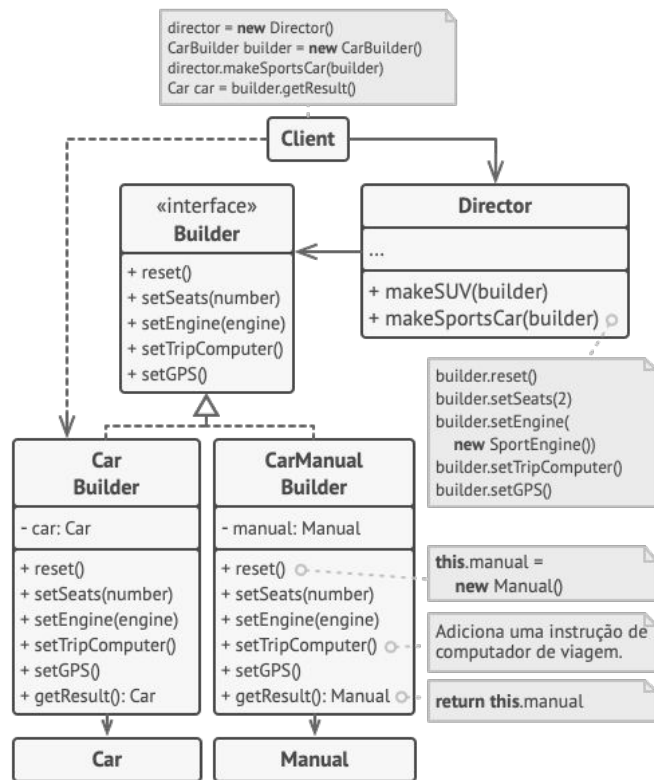 director = new Director()
CarBuilder builder = new CarBuilder()
director.makeSportsCar(builder)
Car car = builder.getResult()
Client
«interface»
Builder
+ reset()
+ setSeats(number)
+ setEngine(engine)
+ setTripComputer()
+ setGPS()
Director
...
+ makeSUV(builder)
+ makeSportsCar(builder)
builder.reset()
builder.setSeats(2)
builder.setEngine(
new SportEngine())
builder.setTripComputer()
builder.setGPS()
Car
Builder
- car: Car
+ reset()
+ setSeats(number)
+ setEngine(engine)
+ setTripComputer()
+ setGPS()
+ getResult(): Car
CarManual
Builder
- manual: Manual
+ reset()
+ setSeats(number)
+ setEngine(engine)
+ setTripComputer()
+ setGPS()
+ getResult(): Manual
this.manual =
new Manual()
Adiciona uma instrução de
computador de viagem.
return this.manual
Car
Manual